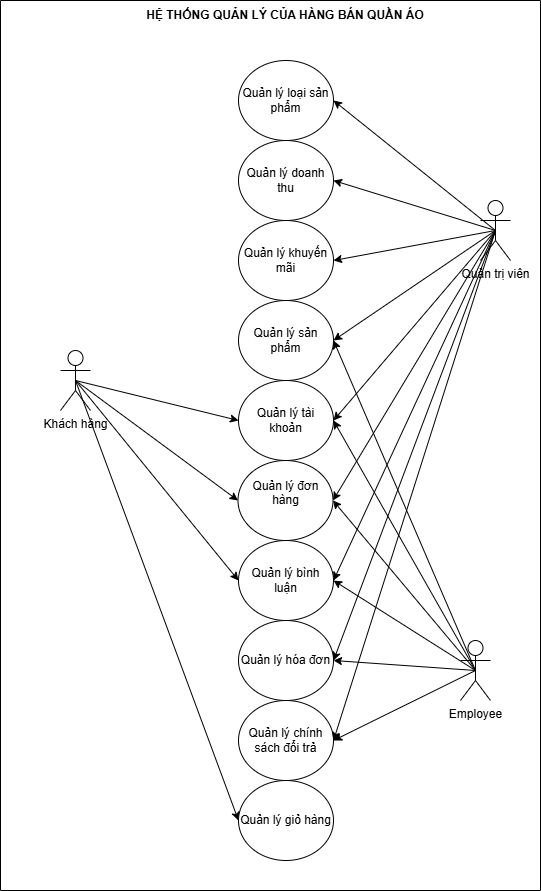 HỆ THỐNG QUẢN LÝ CỦA HÀNG BÁN QUẦN ÁO
Quản lý loại sản
phẩm
Quản lý doanh
thu
Quản lý khuyến
mãi
Quản trị viên
Quản lý sản
phẩm
Quản lý tài
khoản
Khách hàng
Quản lý đơn
hàng
Quản lý bình
luận
Quản lý hóa đơn
Employee
Quản lý chính
sách đổi trả
Quản lý giỏ hàng